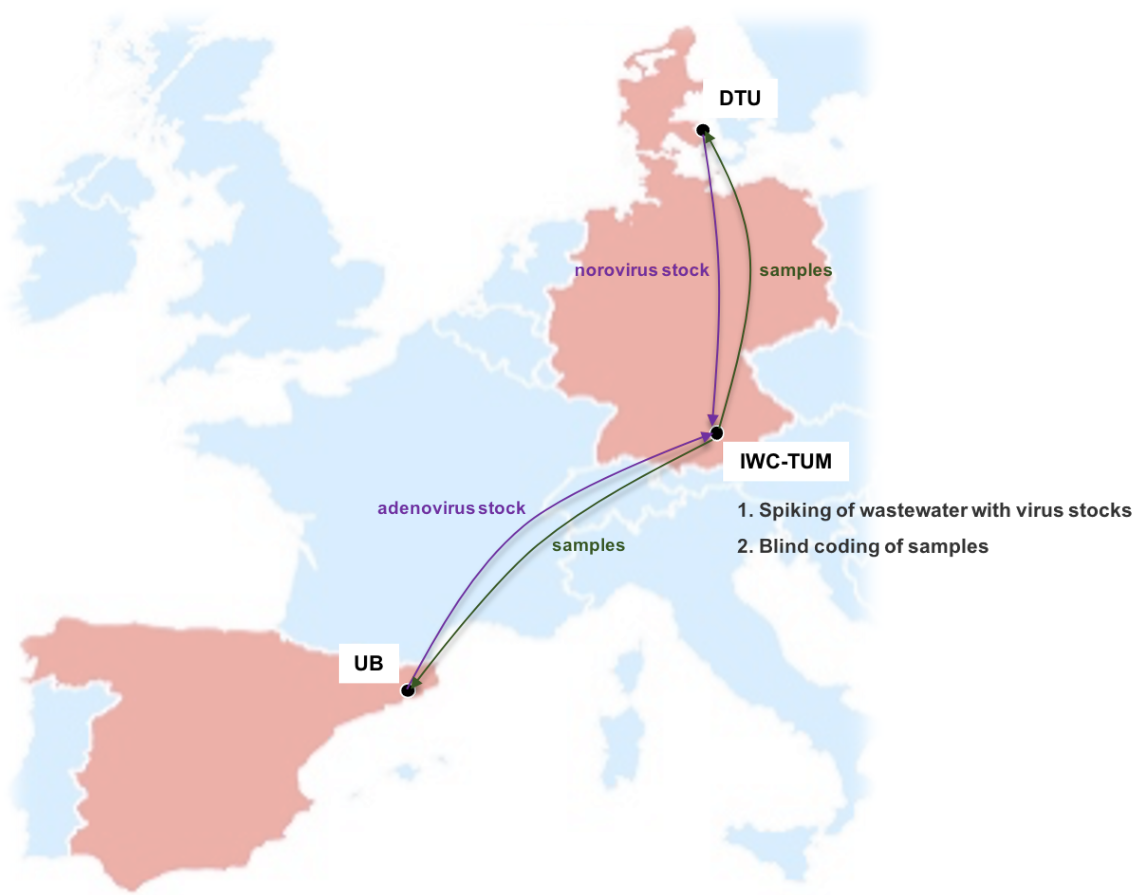 DTU
norovirus stock
samples
IWC-TUM
adenovirus stock
1. Spiking of wastewater with virus stocks
samples
2. Blind coding of samples
UB